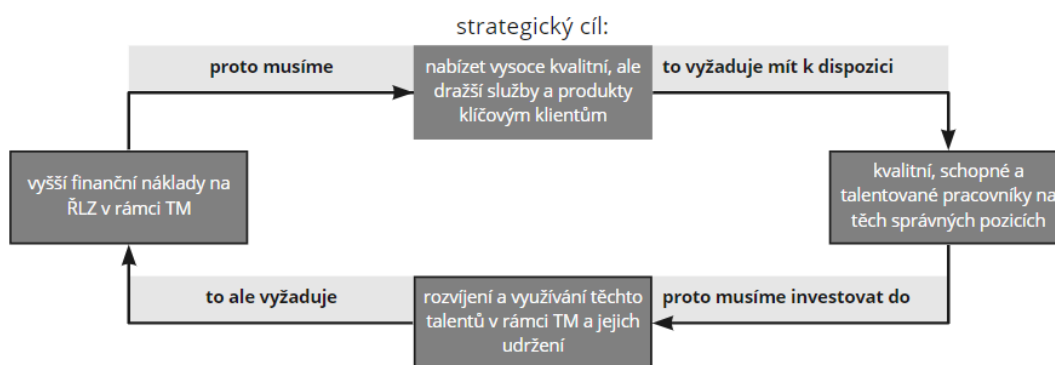 strategický cíl:
proto musíme
nabízet vysoce kvalitní, ale
dražší služby a produkty
klíčovým klientům
to vyžaduje mít k dispozici
kvalitní, schopné a
talentované pracovníky na
těch správných pozicích
proto musíme investovat do
rozvíjení a využívání těchto
talentů v rámci TM a jejich
udržení
to ale vyžaduje
vyšší finanční náklady na
ŘLZ v rámci TM